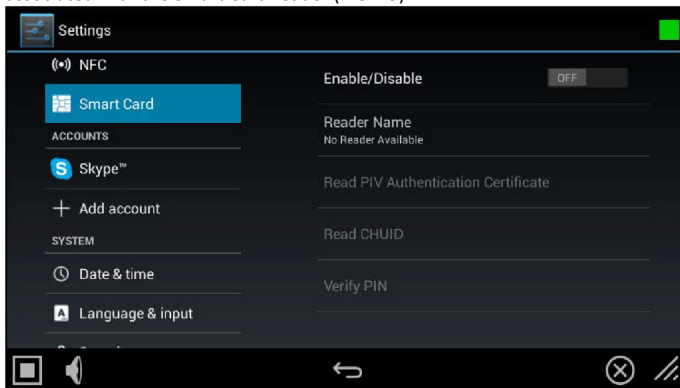 Settings
NFC
Smart Card
ACCOUNTS
Skype™
Add account
SYSTEM
Date & time
Language & input
Enable/Disable
OFF
Reader Name
No Reader Available
Read PIV Authentication Certificate
Read CHUID
Verify PIN